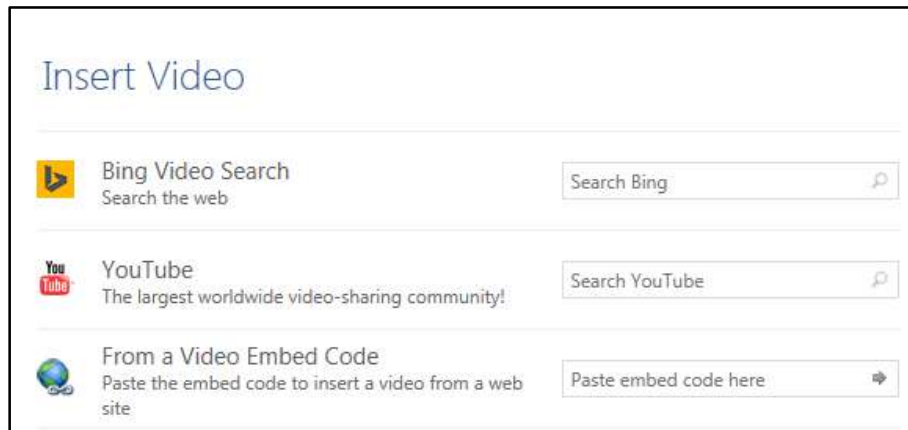 Insert Video
Bing Video Search
Search the web
Search Bing
You
Tube
YouTube
The largest worldwide video-sharing community!
Search YouTube
From a Video Embed Code
Paste the embed code to insert a video from a web
site
Paste embed code here